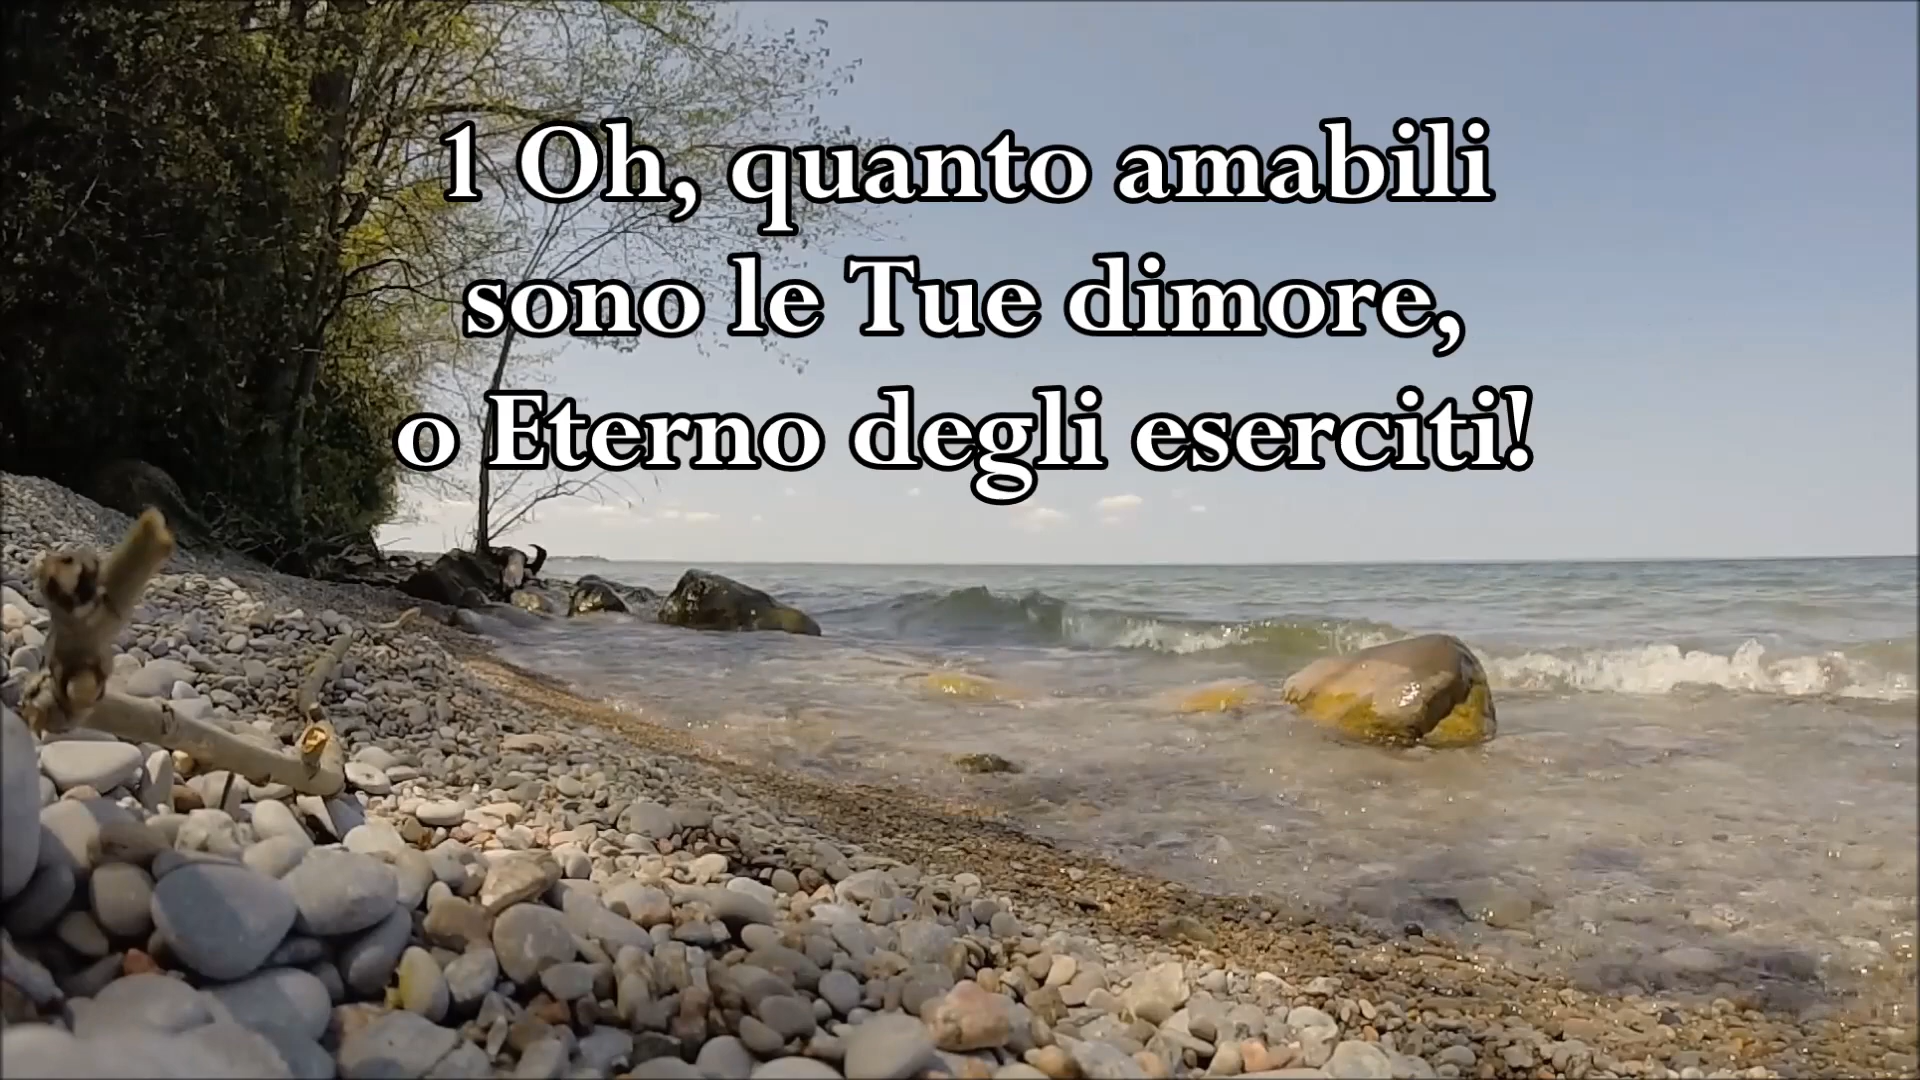 1 Oh, quanto amabili
sono le Tue dimore,
o Eterno degli eserciti!